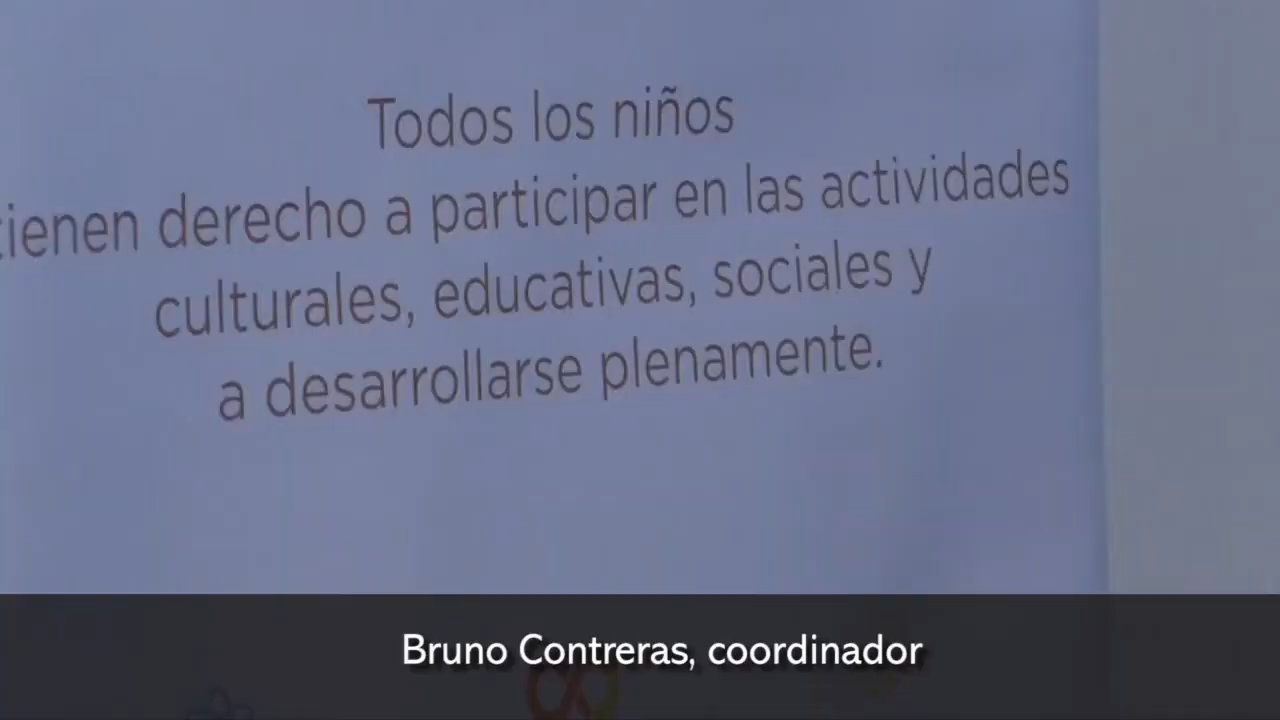 Todos los niños
tienen derecho a participar en las actividades
culturales, educativas, sociales y
a desarrollarse plenamente.
Bruno Contreras, coordinador